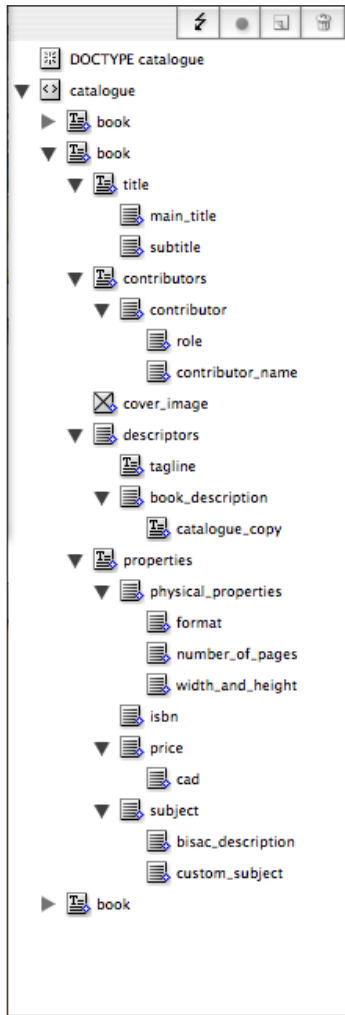 DOCTYPE catalogue
catalogue
book
book
title
main_title
subtitle
contributors
contributor
role
contributor_name
cover_image
descriptors
tagline
book_description
catalogue_copy
properties
physical_properties
format
number_of_pages
width_and_height
isbn
price
cad
subject
bisac_description
custom_subject
book